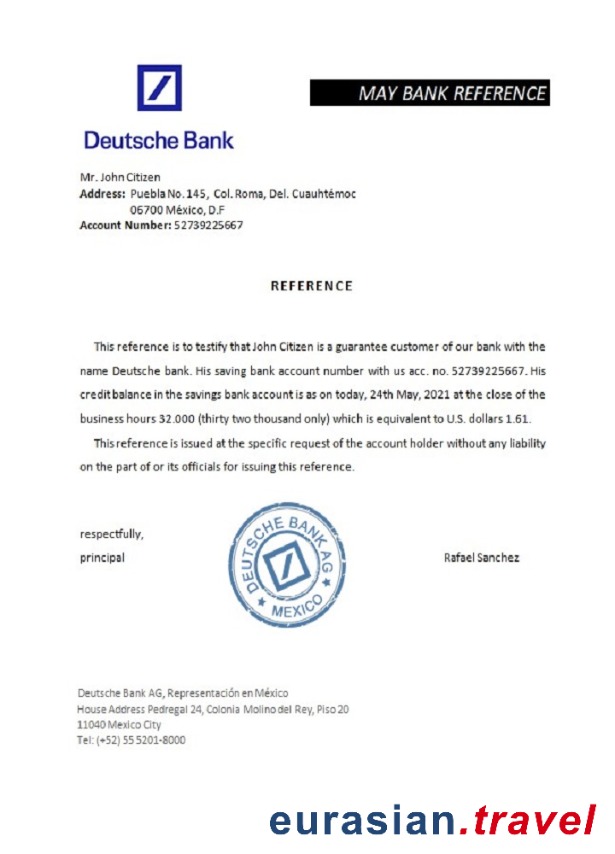 MAY BANK REFERENCE
Deutsche Bank
Mr. John Citizen
Address: Puebla No. 145, Col. Roma, Del. Cuauhtémoc
06700 México, D.F
Account Number: 52739225667
REFERENCE
This reference is to testify that John Citizen is a guarantee customer of our bank with the
name Deutsche bank. His saving bank account number with us acc. no. 52739225667. His
credit balance in the savings bank account is as on today, 24th May, 2021 at the close of the
business hours 32.000 (thirty two thousand only) which is equivalent to U.S. dollars 1.61.
This reference is issued at the specific request of the account holder without any liability
on the part of or its officials for issuing this reference.
respectfully,
principal
DEUTSCHE BANK AG
MEXICO
Rafael Sanchez
Deutsche Bank AG, Representación en México
House Address Pedregal 24, Colonia Molino del Rey, Piso 20
11040 Mexico City
Tel: (+52) 55 5201-8000
eurasian.travel